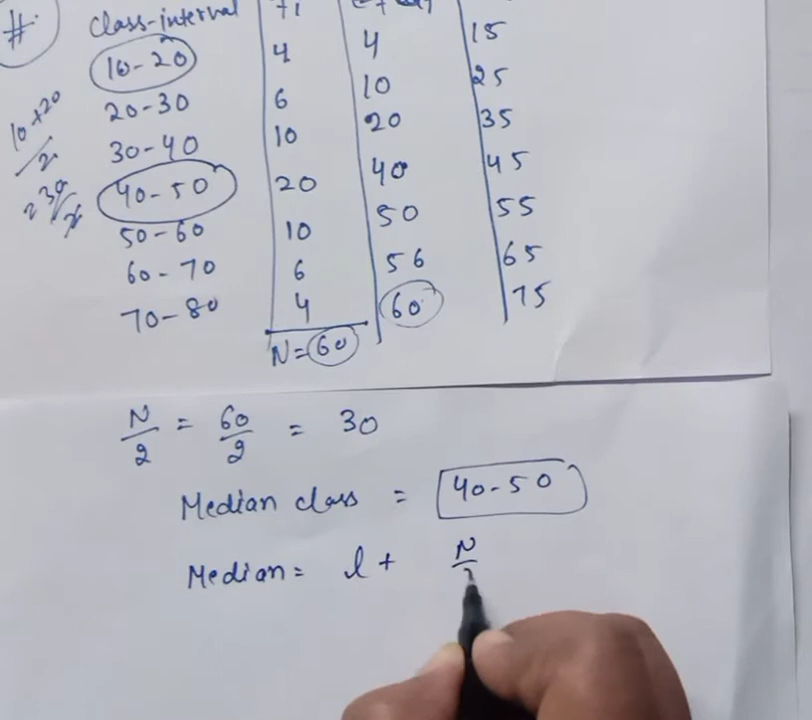 #. class-interval fi
10-20 4 4 15
20-30 6 10 25
30-40 10 20 35
40-50 20 40 45
50-60 10 50 55
60-70 6 56 65
70-80 4 60 75
N=60
10+20
/2
30/2
N/2 = 60/2 = 30
Median class = 40-50
Median = l + N/